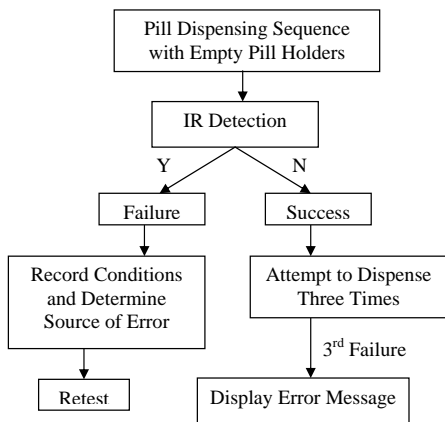 Pill Dispensing Sequence
with Empty Pill Holders
IR Detection
Y
N
Failure
Success
Record Conditions
and Determine
Source of Error
Attempt to Dispense
Three Times
3rd Failure
Retest
Display Error Message